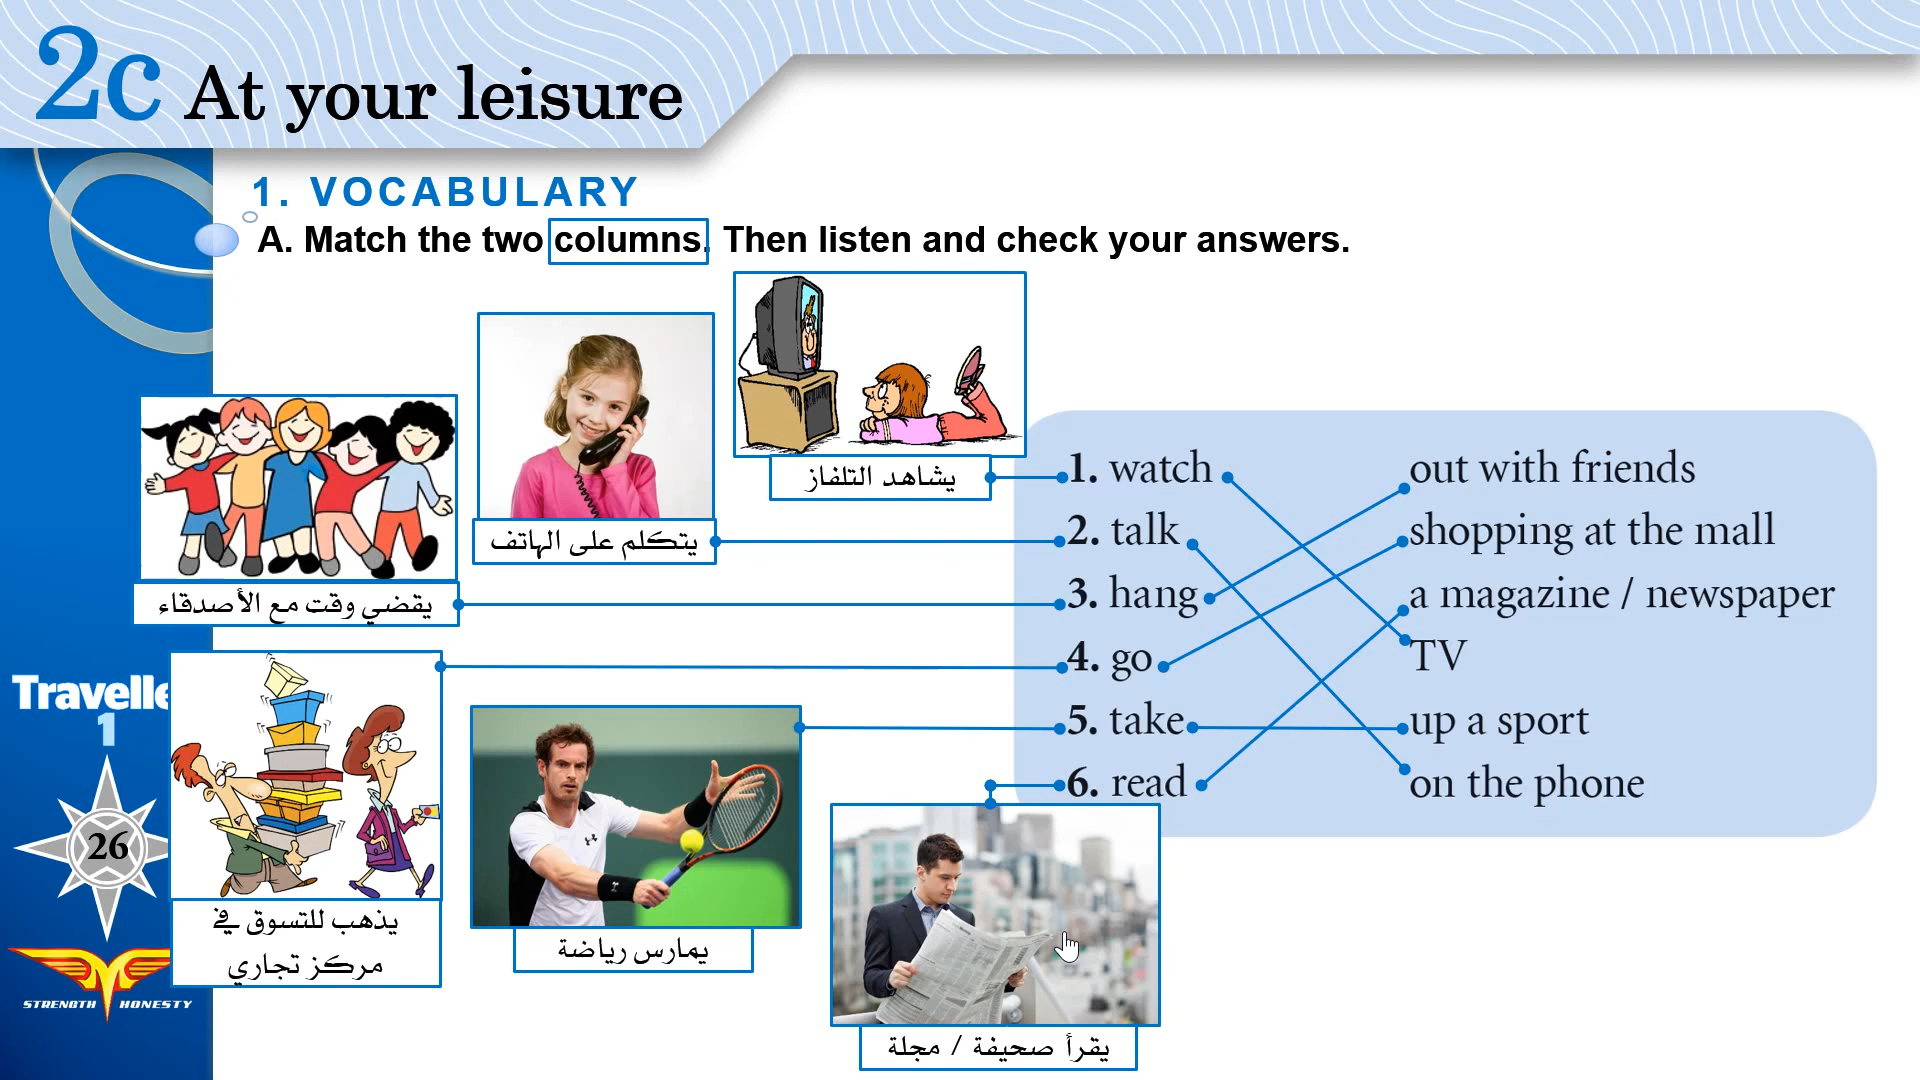 2c At your leisure
1. VOCABULARY
A. Match the two columns. Then listen and check your answers.
يشاهد التلفاز
يتكلم على الهاتف
يقضي وقت مع الأصدقاء
يذهب للتسوق في
مركز تجاري
يمارس رياضة
يقرأ صحيفة / مجلة
1. watch
2. talk
3. hang
4. go
5. take
6. read
out with friends
shopping at the mall
a magazine / newspaper
TV
up a sport
on the phone
Travelle
1
26
STRENGTH HONESTY